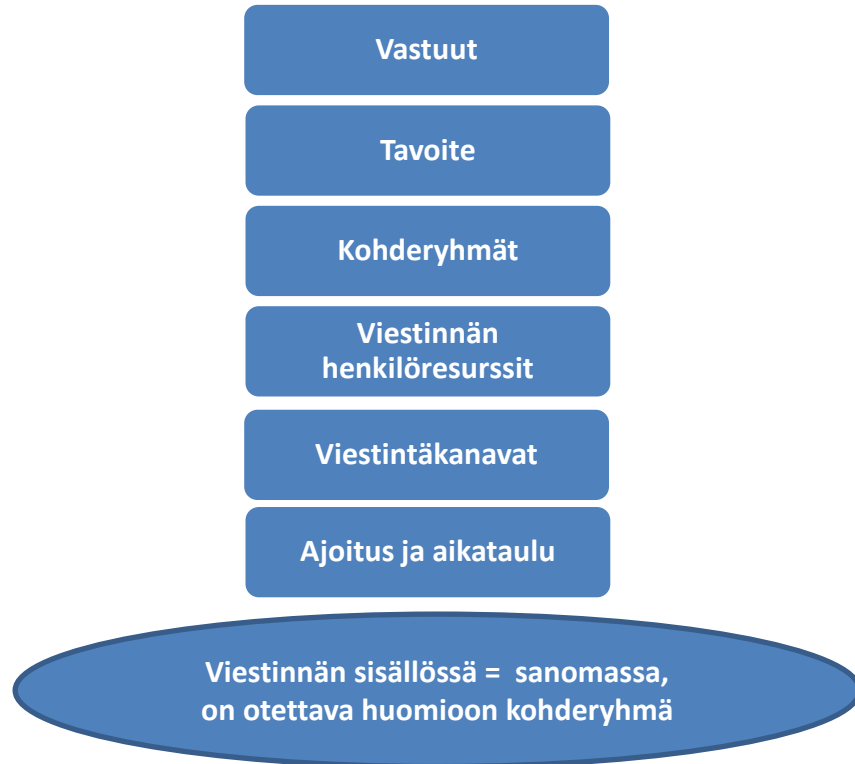 Vastuut
Tavoite
Kohderyhmät
Viestinnän
henkilöresurssit
Viestintäkanavat
Ajoitus ja aikataulu
Viestinnän sisällössä = sanomassa,
on otettava huomioon kohderyhmä